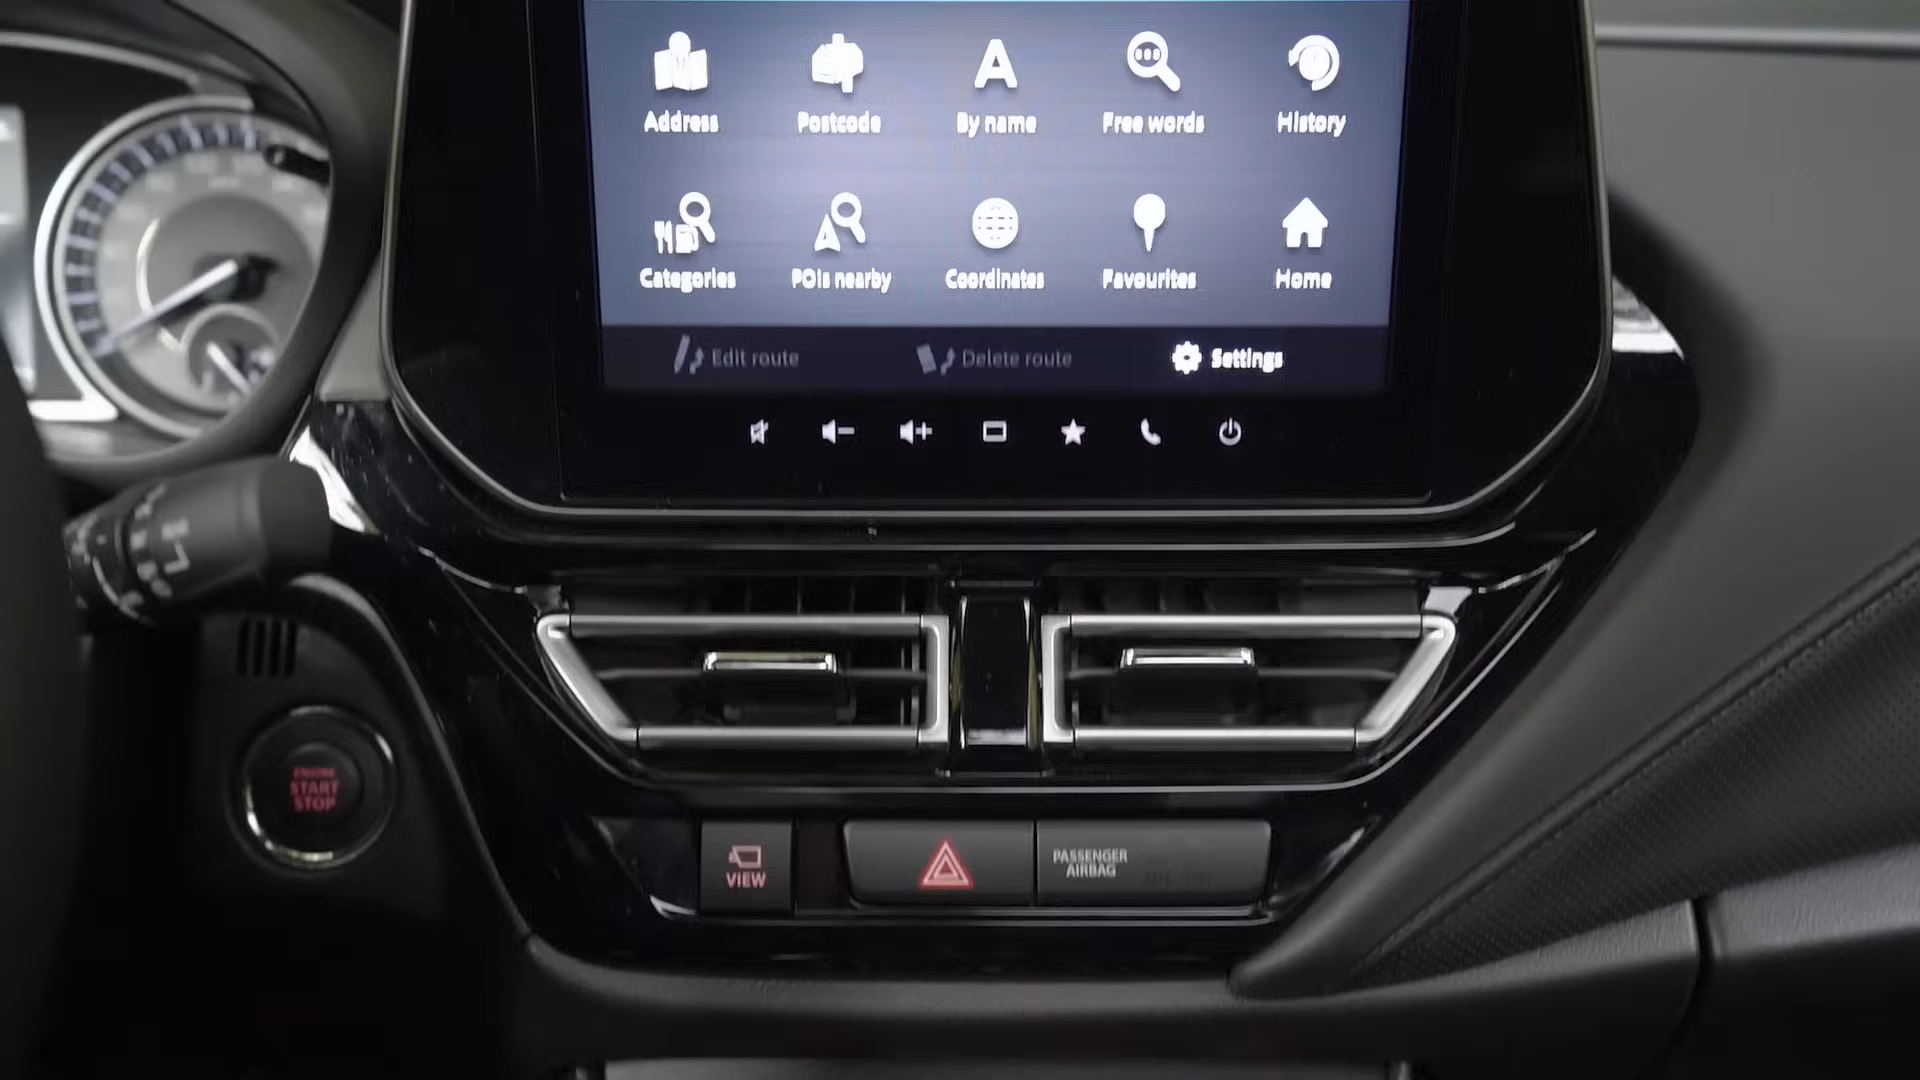 Address
Postcode
By name
Free words
History
Categories
POIs nearby
Coordinates
Favourites
Home
Edit route
Delete route
Settings
ENGINE
START
STOP
VIEW
PASSENGER
AIRBAG